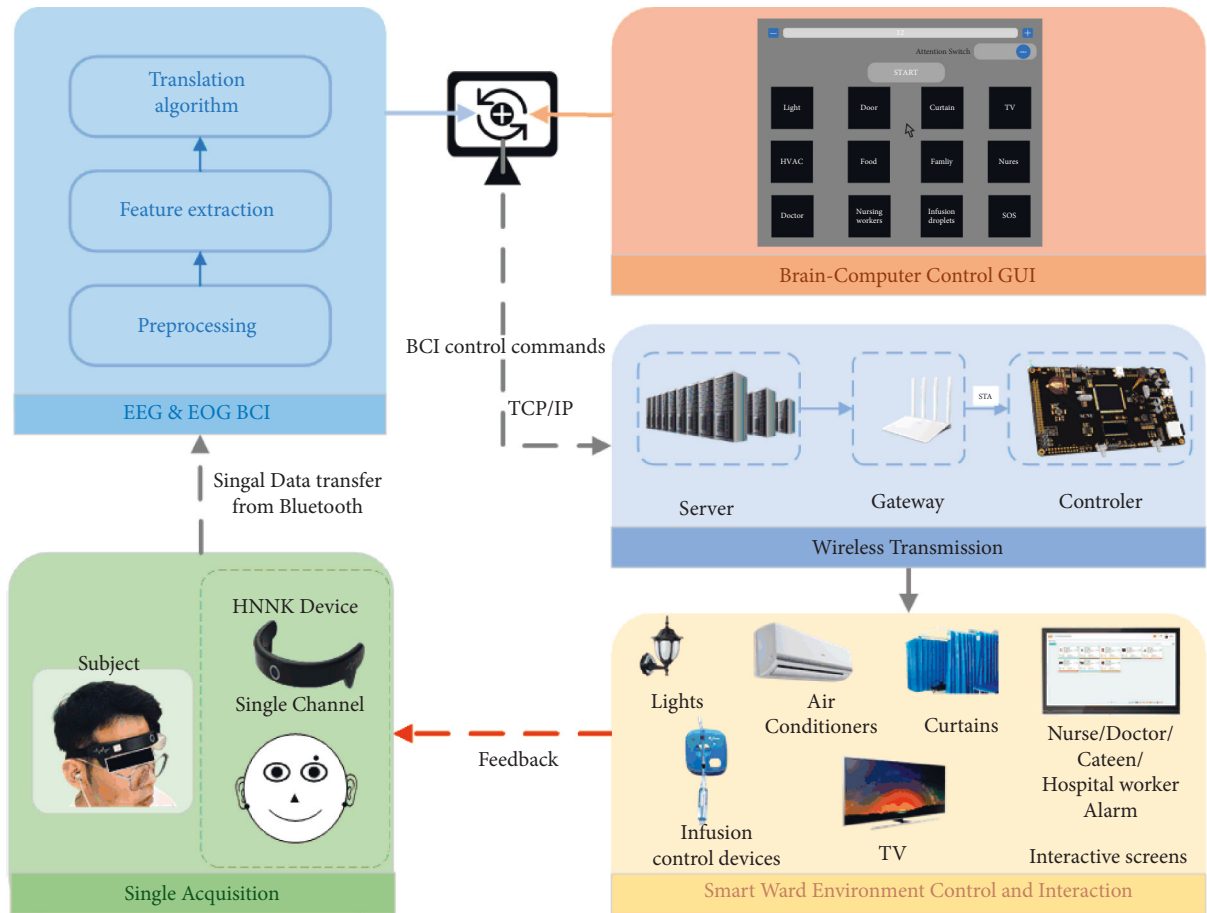 Translation
algorithm
Feature extraction
Preprocessing
EEG & EOG BCI
12
Attention Switch
START
Light
Door
Curtain
TV
HVAC
Food
Famliy
Nures
Doctor
Nursing
workers
Infusion
droplets
SOS
Brain-Computer Control GUI
BCI control commands
TCP/IP
STA
Server
Gateway
Controler
Wireless Transmission
Singal Data transfer
from Bluetooth
HNNK Device
Subject
Single Channel
Single Acquisition
Feedback
Lights
Air
Conditioners
Curtains
Nurse/Doctor/
Cateen/
Hospital worker
Alarm
Infusion
control devices
TV
Interactive screens
Smart Ward Environment Control and Interaction